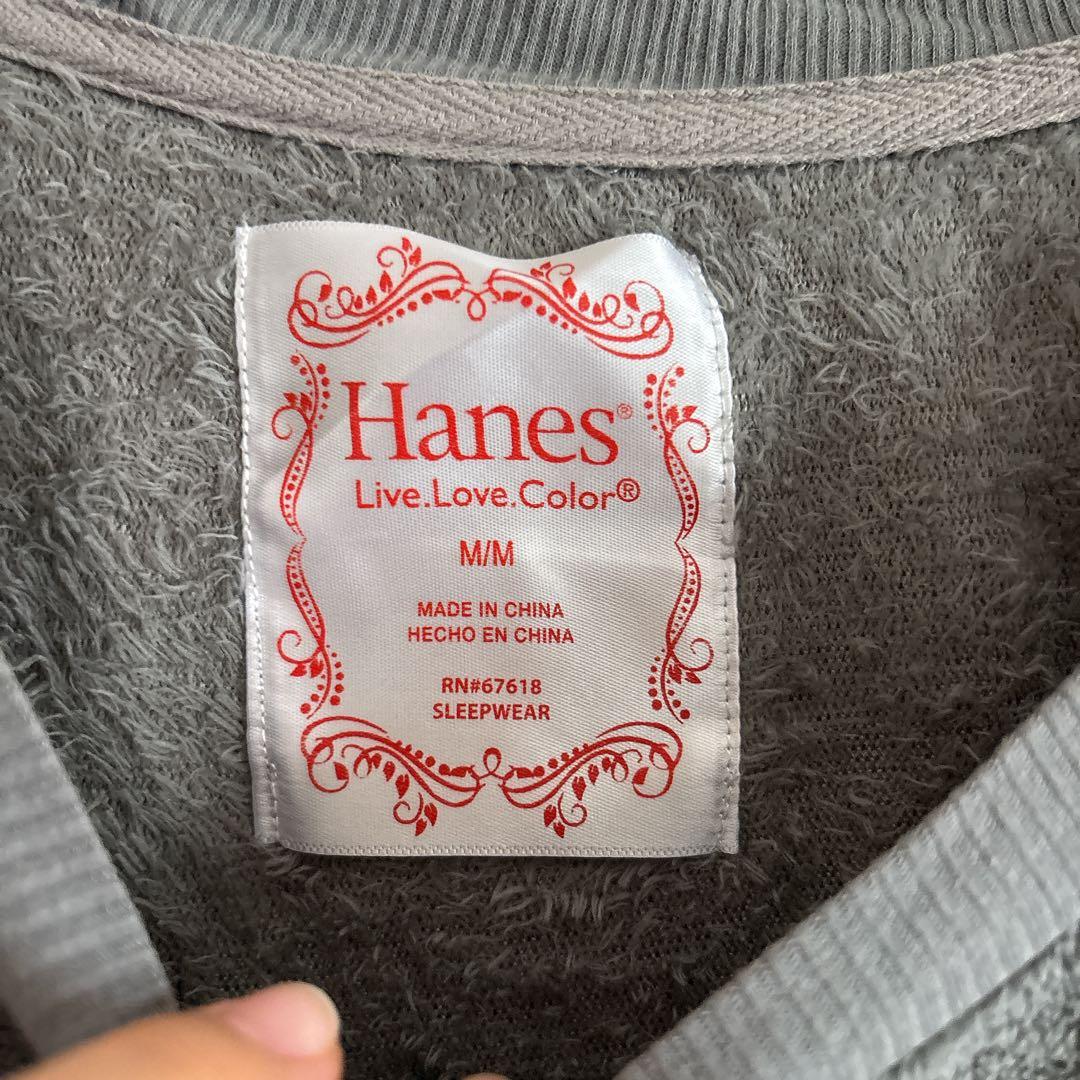 Hanes®
Live.Love.Color®
M/M
MADE IN CHINA
HECHO EN CHINA
RN#67618
SLEEPWEAR